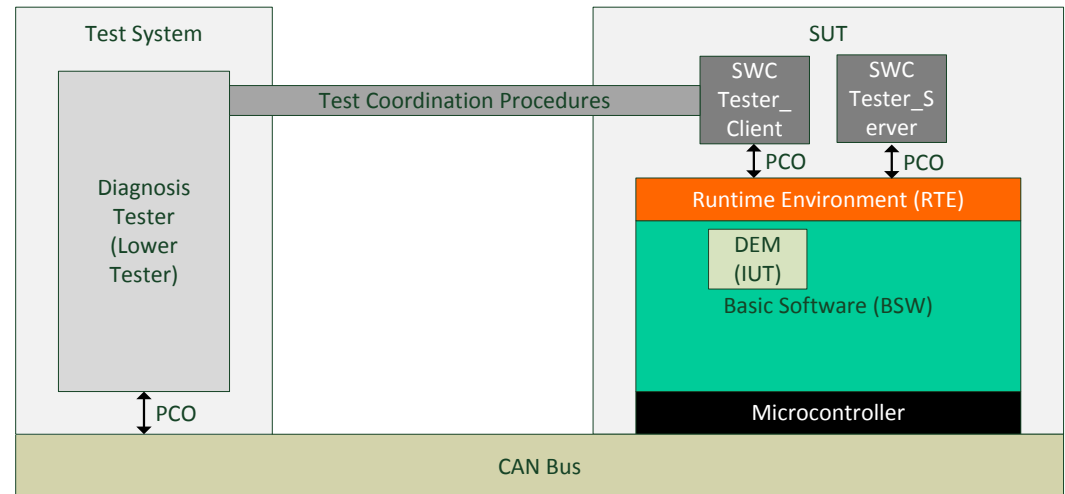 Test System
SUT
SWC
Tester_
Client
SWC
Tester_S
erver
Test Coordination Procedures
PCO
PCO
Diagnosis
Tester
(Lower
Tester)
Runtime Environment (RTE)
DEM
(IUT)
Basic Software (BSW)
PCO
Microcontroller
CAN Bus